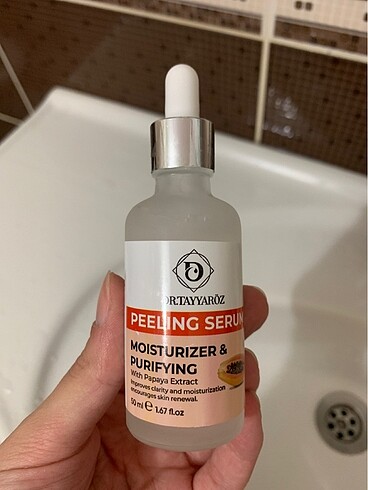 DR.TAYYARÖZ
PEELING SERUM
MOISTURIZER &
PURIFYING
With Papaya Extract
Improves clarity and moisturization
encourages skin renewal.
50 ml ℮ 1.67 fl.oz